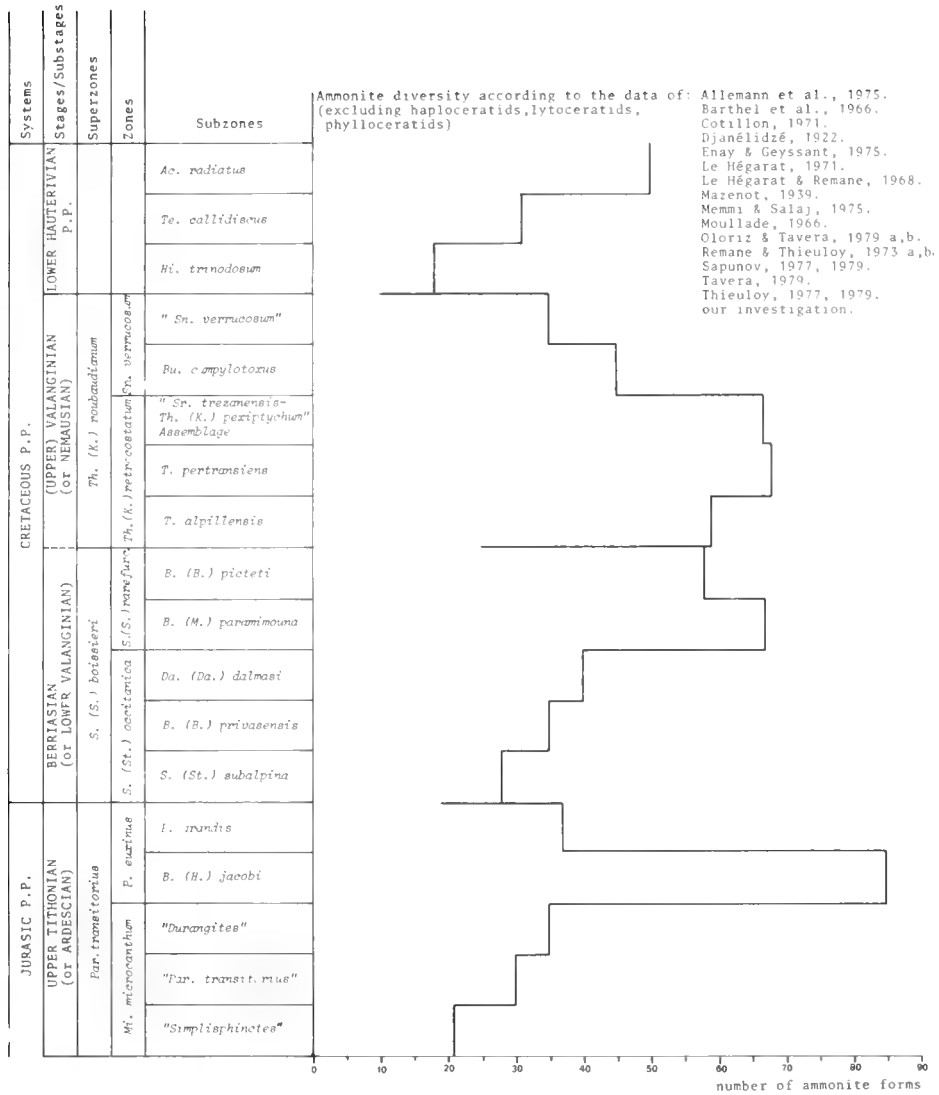 Systems
Stages/Substages
Superzones
Zones
Subzones
Ammonite diversity according to the data of: Allemann et al., 1975.
(excluding haploceratids,lytoceratids,
phylloceratids)
Barthel et al., 1966.
Cotillon, 1971.
Djanélidzé, 1922.
Enay & Geyssant, 1975.
Le Hégarat, 1971.
Le Hégarat & Remane, 1968.
Mazenot, 1939.
Memmi & Salaj, 1975.
Moullade, 1966.
Oloriz & Tavera, 1979 a,b.
Remane & Thieuloy, 1973 a,b.
Sapunov, 1977, 1979.
Tavera, 1979.
Thieuloy, 1977, 1979.
our investigation.
CRETACEOUS P.P.
JURASIC P.P.
LOWER HAUTERIVIAN
P.P.
(UPPER) VALANGINIAN
(or NEMAUSIAN)
BERRIASIAN
(or LOWER VALANGINIAN)
UPPER TITHONIAN
(or ARDESCIAN)
Th. (K.) roubaudianum
S. (S.) boissieri
Par.transitorius
Sn. verrucosum
Th.(K.)retrocostatum
S.(S.)rarefurc.
S. (St.) occitanica
P. euxinus
Mi. microcanthum
Ac. radiatus
Te. callidiscus
Hi. trinodosum
" Sn. verrucosum"
Bu. campylotoxus
" Sr. trezanensis-
Th. (K.) pexiptychum"
Assemblage
T. pertransiens
T. alpillensis
B. (B.) picteti
B. (M.) paramimouna
Da. (Da.) dalmasi
B. (B.) privasensis
S. (St.) subalpina
B. (H.) jacobi
"Durangites"
"Simplisphinctes"
0 10 20 30 40 50 60 70 80 90
number of ammonite forms